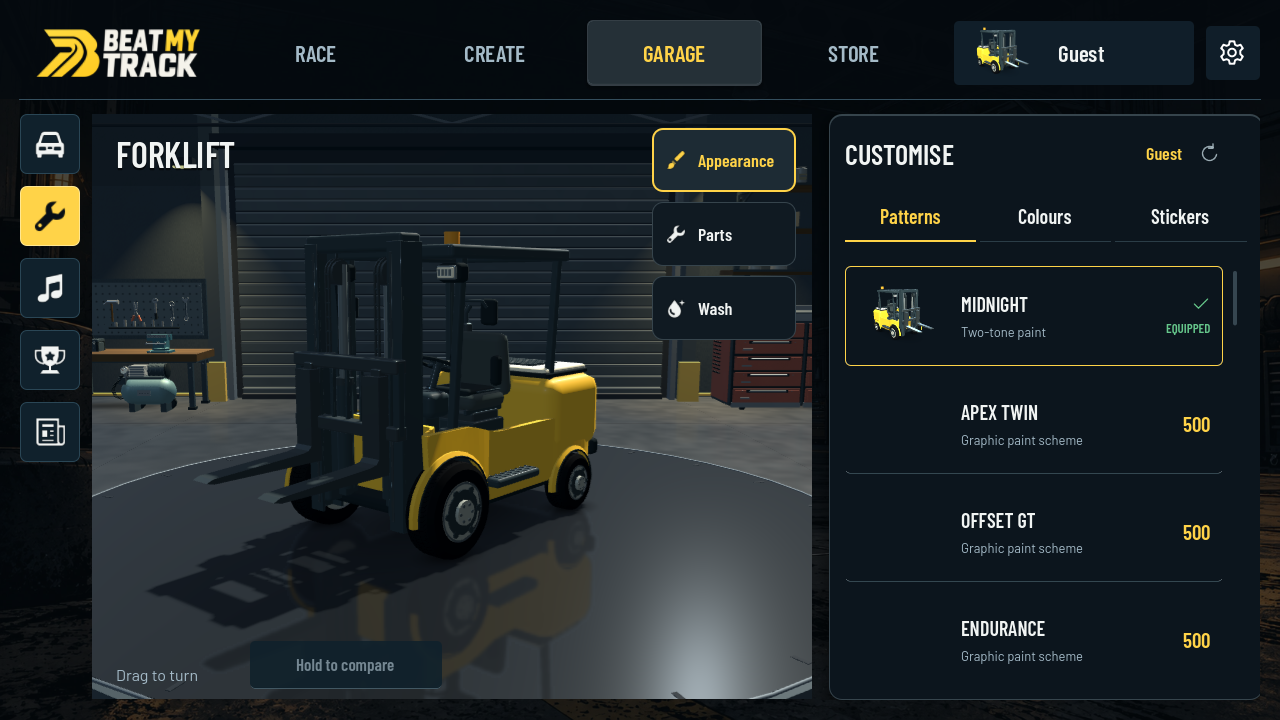 BEATMY
TRACK
RACE
CREATE
GARAGE
STORE
Guest
FORKLIFT
Appearance
Parts
Wash
Drag to turn
Hold to compare
CUSTOMISE
Guest
Patterns
Colours
Stickers
MIDNIGHT
Two-tone paint
EQUIPPED
APEX TWIN
Graphic paint scheme
500
OFFSET GT
Graphic paint scheme
500
ENDURANCE
Graphic paint scheme
500